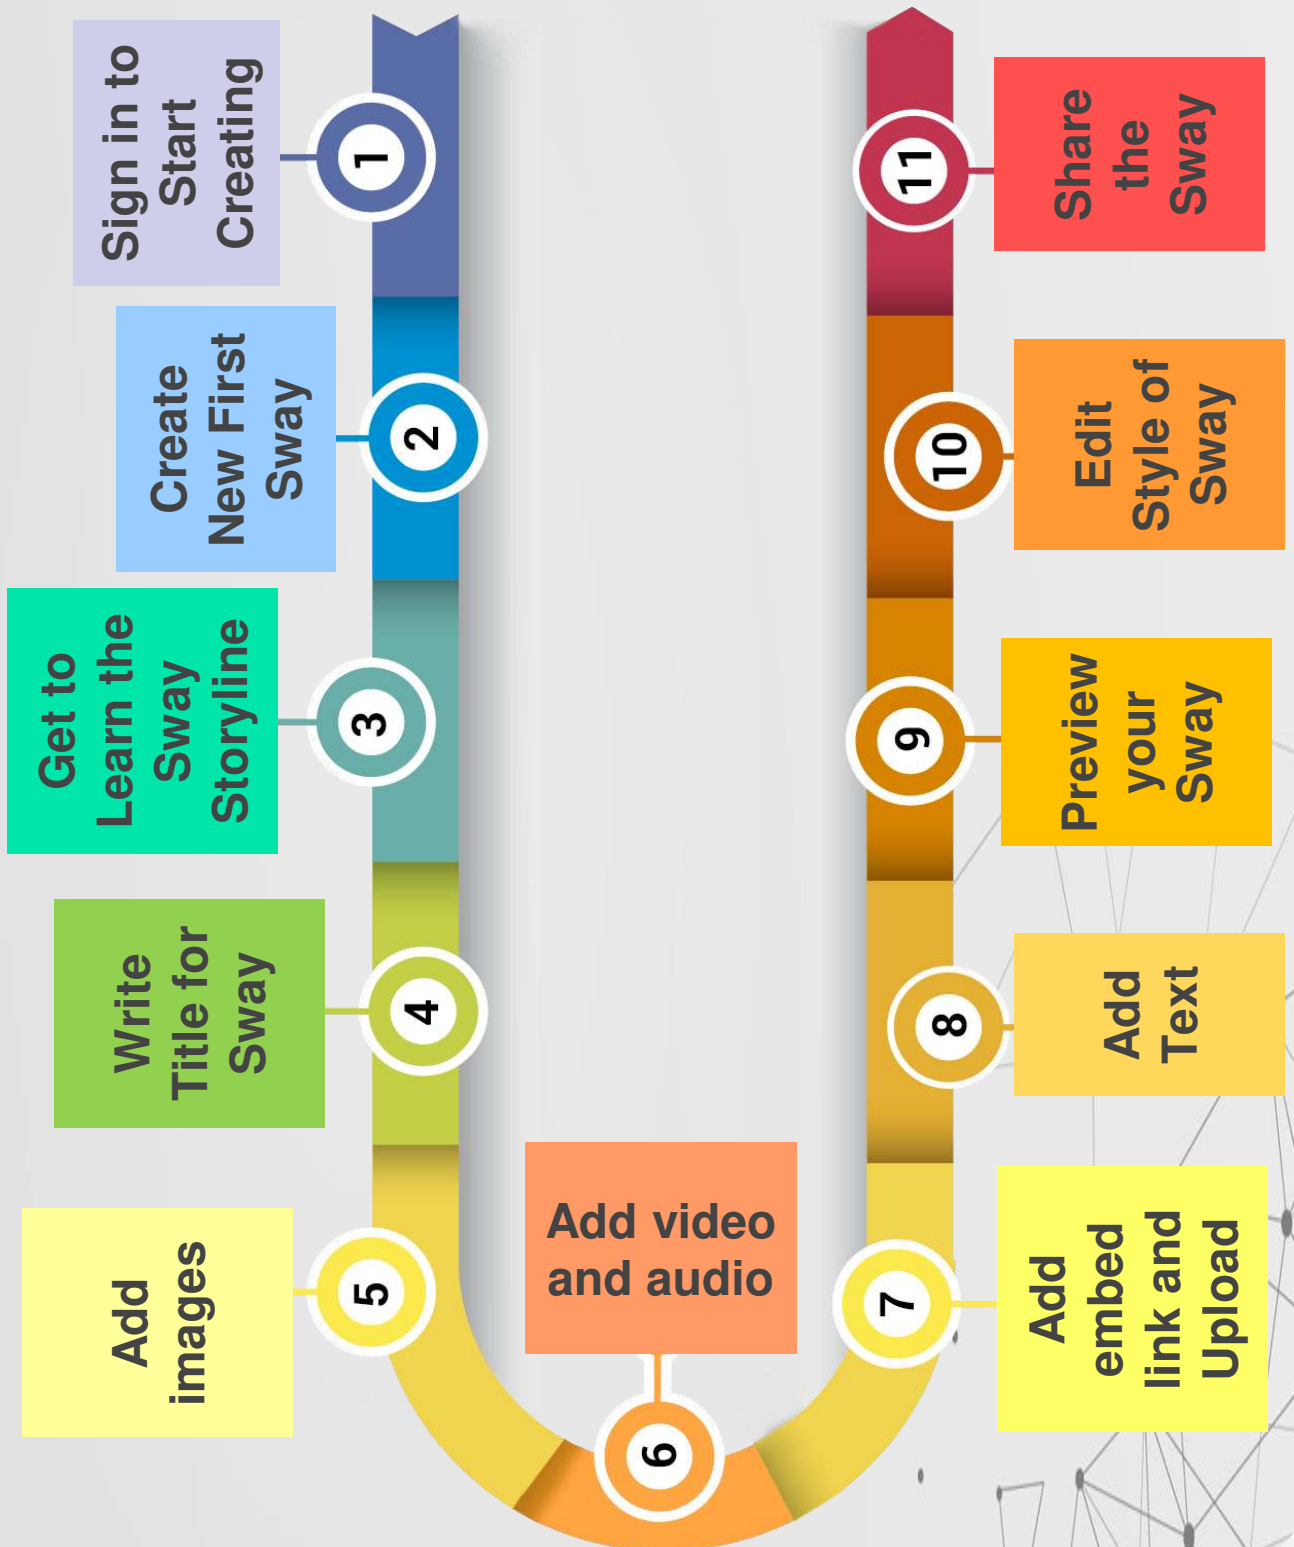 1
Sign in to
Start
Creating
2
Create
New First
Sway
3
Get to
Learn the
Sway
Storyline
4
Write
Title for
Sway
5
Add
images
6
Add video
and audio
7
Add
embed
link and
Upload
8
Add
Text
9
Preview
your
Sway
10
Edit
Style of
Sway
11
Share
the
Sway